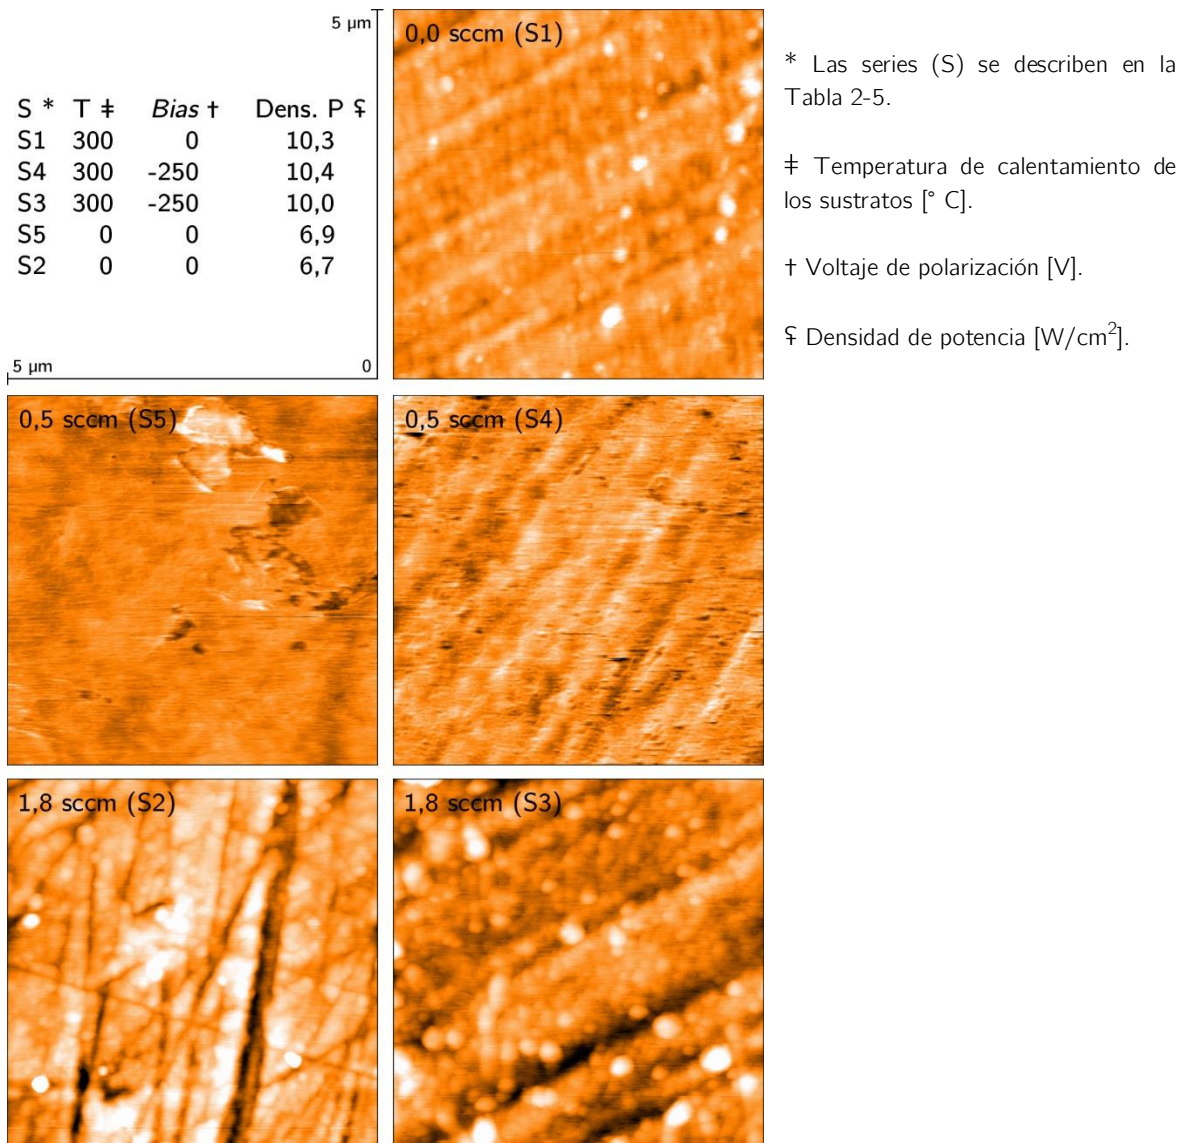 5 µm
S * T ǂ Bias † Dens. P ⸸
S1 300 0 10,3
S4 300 -250 10,4
S3 300 -250 10,0
S5 0 0 6,9
S2 0 0 6,7
5 µm 0
0,0 sccm (S1)
* Las series (S) se describen en la
Tabla 2-5.
ǂ Temperatura de calentamiento de
los sustratos [° C].
† Voltaje de polarización [V].
⸸ Densidad de potencia [W/cm²].
0,5 sccm (S5)
0,5 sccm (S4)
1,8 sccm (S2)
1,8 sccm (S3)